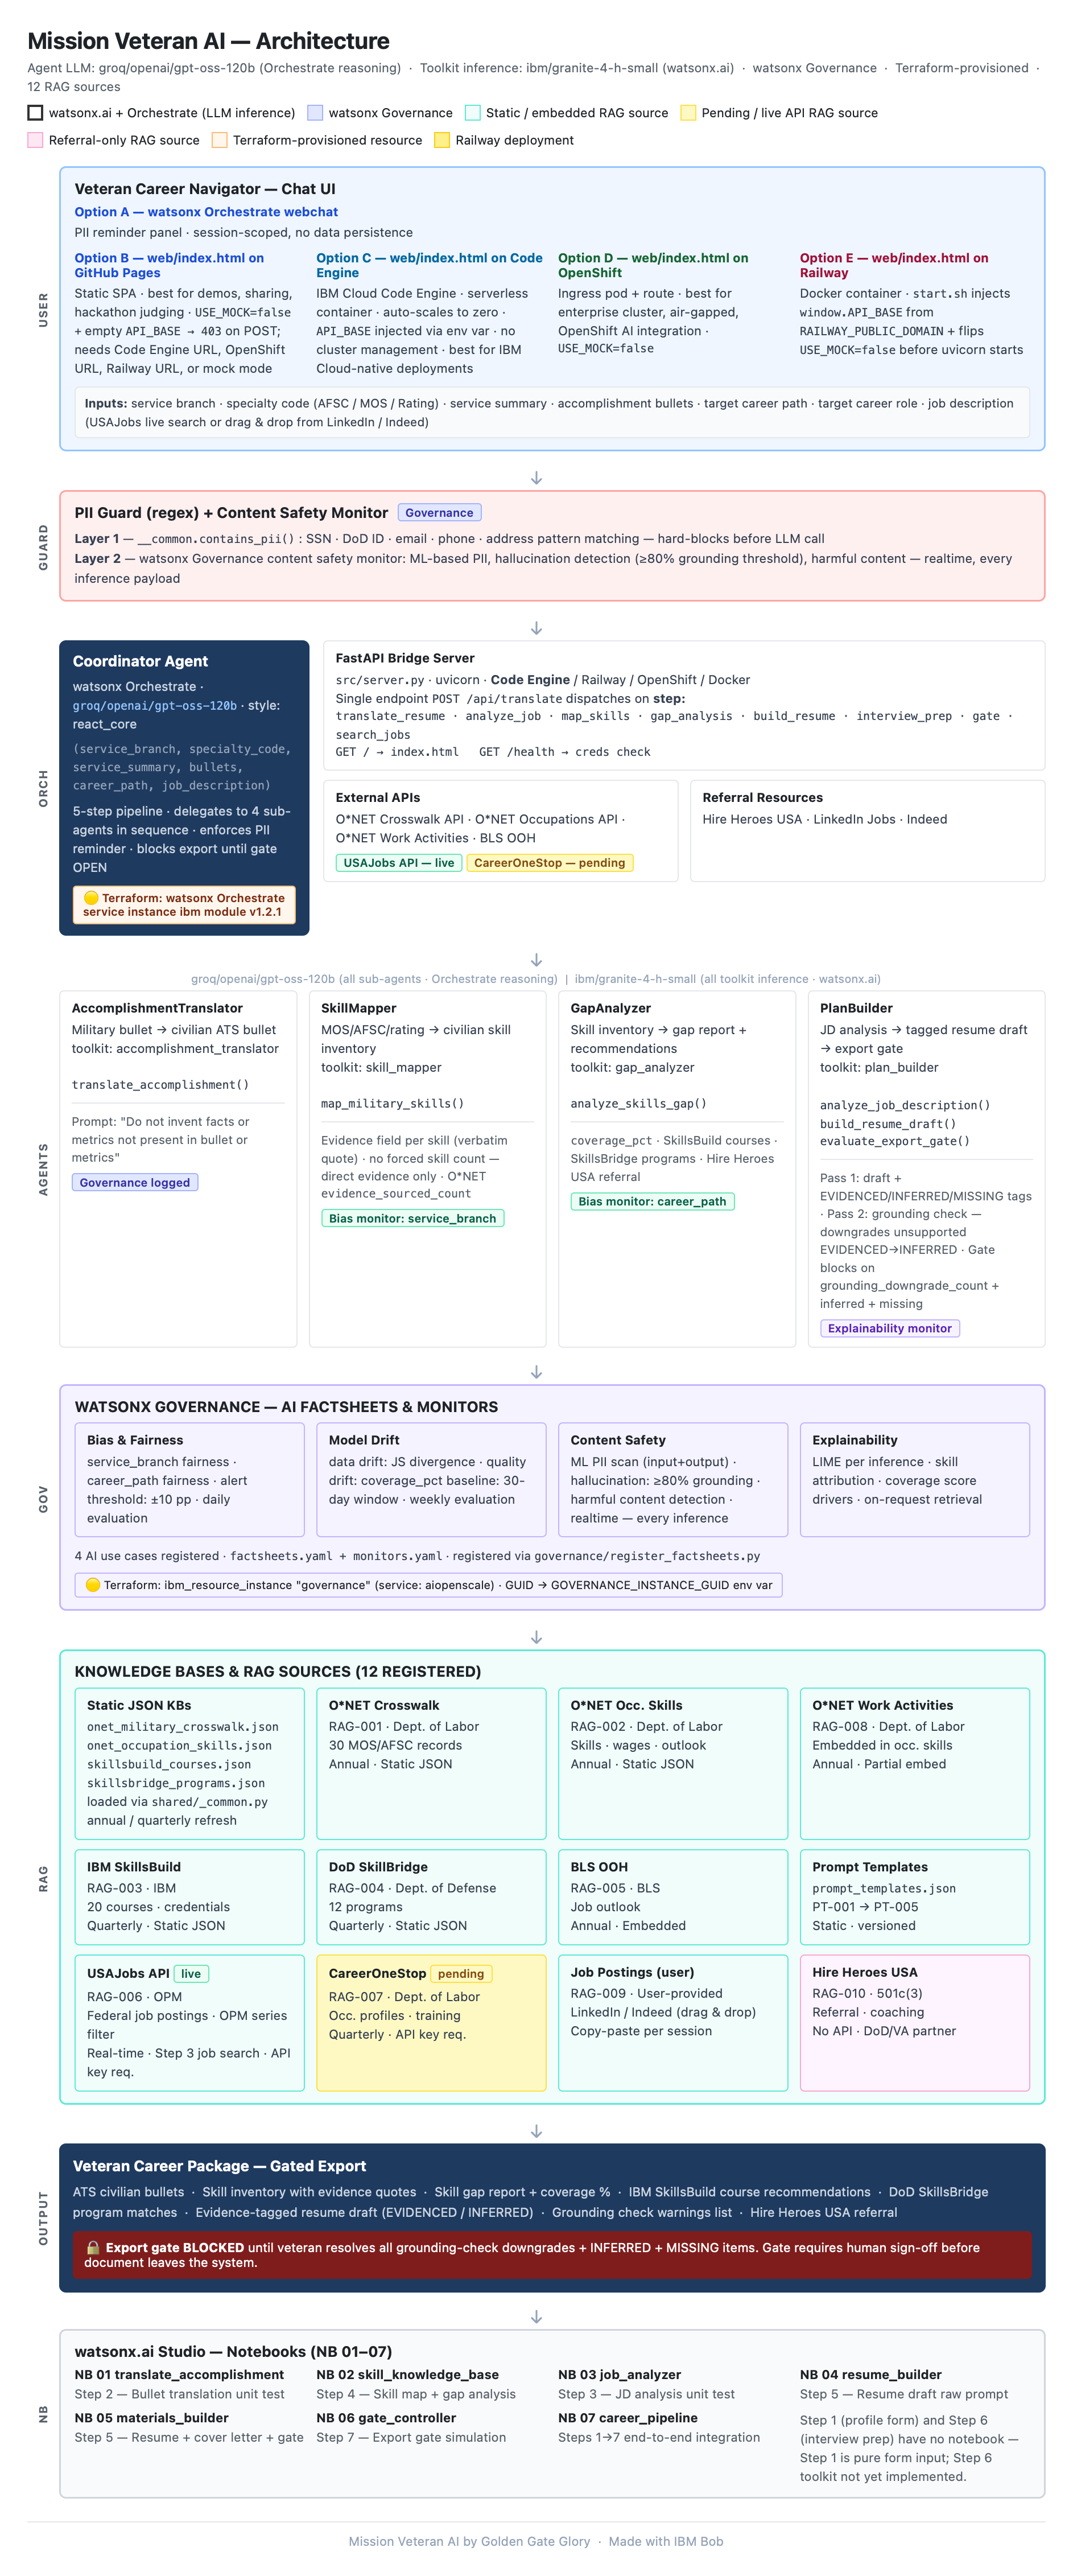 Mission Veteran AI — Architecture
Agent LLM: groq/openai/gpt-oss-120b (Orchestrate reasoning) · Toolkit inference: ibm/granite-4-h-small (watsonx.ai) · watsonx Governance · Terraform-provisioned ·
12 RAG sources
watsonx.ai + Orchestrate (LLM inference) watsonx Governance Static / embedded RAG source Pending / live API RAG source
Referral-only RAG source Terraform-provisioned resource Railway deployment
USER
Veteran Career Navigator — Chat UI
Option A — watsonx Orchestrate webchat
PII reminder panel · session-scoped, no data persistence
Option B — web/index.html on
GitHub Pages
Static SPA · best for demos, sharing,
hackathon judging · USE_MOCK=false
+ empty API_BASE → 403 on POST;
needs Code Engine URL, OpenShift
URL, Railway URL, or mock mode
Option C — web/index.html on Code
Engine
IBM Cloud Code Engine · serverless
container · auto-scales to zero ·
API_BASE injected via env var · no
cluster management · best for IBM
Cloud-native deployments
Option D — web/index.html on
OpenShift
Ingress pod + route · best for
enterprise cluster, air-gapped,
OpenShift AI integration ·
USE_MOCK=false
Option E — web/index.html on
Railway
Docker container · start.sh injects
window.API_BASE from
RAILWAY_PUBLIC_DOMAIN + flips
USE_MOCK=false before uvicorn starts
Inputs: service branch · specialty code (AFSC / MOS / Rating) · service summary · accomplishment bullets · target career path · target career role · job description
(USAJobs live search or drag & drop from LinkedIn / Indeed)
↓
GUARD
PII Guard (regex) + Content Safety Monitor Governance
Layer 1 — __common.contains_pii() : SSN · DoD ID · email · phone · address pattern matching — hard-blocks before LLM call
Layer 2 — watsonx Governance content safety monitor: ML-based PII, hallucination detection (≥80% grounding threshold), harmful content — realtime, every
inference payload
↓
ORCH
Coordinator Agent
watsonx Orchestrate ·
groq/openai/gpt-oss-120b · style:
react_core
(service_branch, specialty_code,
service_summary, bullets,
career_path, job_description)
5-step pipeline · delegates to 4 sub-
agents in sequence · enforces PII
reminder · blocks export until gate
OPEN
🟡 Terraform: watsonx Orchestrate
service instance ibm module v1.2.1
FastAPI Bridge Server
src/server.py · uvicorn · Code Engine / Railway / OpenShift / Docker
Single endpoint POST /api/translate dispatches on step:
translate_resume · analyze_job · map_skills · gap_analysis · build_resume · interview_prep · gate ·
search_jobs
GET / → index.html GET /health → creds check
External APIs
O*NET Crosswalk API · O*NET Occupations API ·
O*NET Work Activities · BLS OOH
USAJobs API — live CareerOneStop — pending
Referral Resources
Hire Heroes USA · LinkedIn Jobs · Indeed
↓
groq/openai/gpt-oss-120b (all sub-agents · Orchestrate reasoning) | ibm/granite-4-h-small (all toolkit inference · watsonx.ai)
AGENTS
AccomplishmentTranslator
Military bullet → civilian ATS bullet
toolkit: accomplishment_translator
translate_accomplishment()
Prompt: "Do not invent facts or
metrics not present in bullet or
metrics"
Governance logged
SkillMapper
MOS/AFSC/rating → civilian skill
inventory
toolkit: skill_mapper
map_military_skills()
Evidence field per skill (verbatim
quote) · no forced skill count —
direct evidence only · O*NET
evidence_sourced_count
Bias monitor: service_branch
GapAnalyzer
Skill inventory → gap report +
recommendations
toolkit: gap_analyzer
analyze_skills_gap()
coverage_pct · SkillsBuild courses ·
SkillsBridge programs · Hire Heroes
USA referral
Bias monitor: career_path
PlanBuilder
JD analysis → tagged resume draft
→ export gate
toolkit: plan_builder
analyze_job_description()
build_resume_draft()
evaluate_export_gate()
Pass 1: draft +
EVIDENCED/INFERRED/MISSING tags
· Pass 2: grounding check —
downgrades unsupported
EVIDENCED→INFERRED · Gate
blocks on
grounding_downgrade_count +
inferred + missing
Explainability monitor
↓
GOV
WATSONX GOVERNANCE — AI FACTSHEETS & MONITORS
Bias & Fairness
service_branch fairness ·
career_path fairness · alert
threshold: ±10 pp · daily
evaluation
Model Drift
data drift: JS divergence · quality
drift: coverage_pct baseline: 30-
day window · weekly evaluation
Content Safety
ML PII scan (input+output) ·
hallucination: ≥80% grounding ·
harmful content detection ·
realtime — every inference
Explainability
LIME per inference · skill
attribution · coverage score
drivers · on-request retrieval
4 AI use cases registered · factsheets.yaml + monitors.yaml · registered via governance/register_factsheets.py
🟡 Terraform: ibm_resource_instance "governance" (service: aiopenscale) · GUID → GOVERNANCE_INSTANCE_GUID env var
↓
RAG
KNOWLEDGE BASES & RAG SOURCES (12 REGISTERED)
Static JSON KBs
onet_military_crosswalk.json
onet_occupation_skills.json
skillsbuild_courses.json
skillsbridge_programs.json
loaded via shared/_common.py
annual / quarterly refresh
O*NET Crosswalk
RAG-001 · Dept. of Labor
30 MOS/AFSC records
Annual · Static JSON
O*NET Occ. Skills
RAG-002 · Dept. of Labor
Skills · wages · outlook
Annual · Static JSON
O*NET Work Activities
RAG-008 · Dept. of Labor
Embedded in occ. skills
Annual · Partial embed
IBM SkillsBuild
RAG-003 · IBM
20 courses · credentials
Quarterly · Static JSON
DoD SkillBridge
RAG-004 · Dept. of Defense
12 programs
Quarterly · Static JSON
BLS OOH
RAG-005 · BLS
Job outlook
Annual · Embedded
Prompt Templates
prompt_templates.json
PT-001 → PT-005
Static · versioned
USAJobs API live
RAG-006 · OPM
Federal job postings · OPM series
filter
Real-time · Step 3 job search · API
key req.
CareerOneStop pending
RAG-007 · Dept. of Labor
Occ. profiles · training
Quarterly · API key req.
Job Postings (user)
RAG-009 · User-provided
LinkedIn / Indeed (drag & drop)
Copy-paste per session
Hire Heroes USA
RAG-010 · 501c(3)
Referral · coaching
No API · DoD/VA partner
↓
OUTPUT
Veteran Career Package — Gated Export
ATS civilian bullets · Skill inventory with evidence quotes · Skill gap report + coverage % · IBM SkillsBuild course recommendations · DoD SkillsBridge
program matches · Evidence-tagged resume draft (EVIDENCED / INFERRED) · Grounding check warnings list · Hire Heroes USA referral
🔒 Export gate BLOCKED until veteran resolves all grounding-check downgrades + INFERRED + MISSING items. Gate requires human sign-off before
document leaves the system.
↓
NB
watsonx.ai Studio — Notebooks (NB 01–07)
NB 01 translate_accomplishment
Step 2 — Bullet translation unit test
NB 02 skill_knowledge_base
Step 4 — Skill map + gap analysis
NB 03 job_analyzer
Step 3 — JD analysis unit test
NB 04 resume_builder
Step 5 — Resume draft raw prompt
NB 05 materials_builder
Step 5 — Resume + cover letter + gate
NB 06 gate_controller
Step 7 — Export gate simulation
NB 07 career_pipeline
Steps 1→7 end-to-end integration
Step 1 (profile form) and Step 6
(interview prep) have no notebook —
Step 1 is pure form input; Step 6
toolkit not yet implemented.
Mission Veteran AI by Golden Gate Glory · Made with IBM Bob